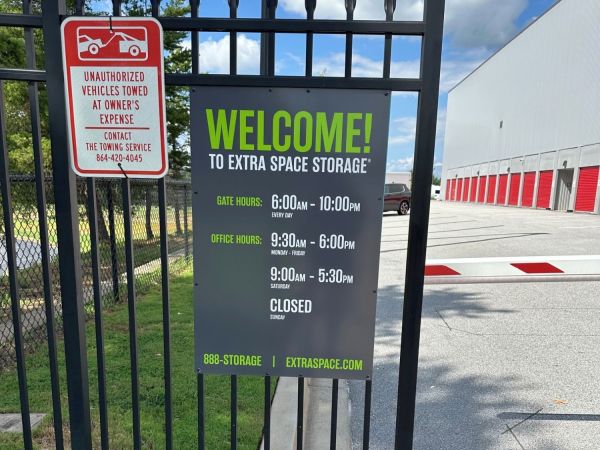 UNAUTHORIZED
VEHICLES TOWED
AT OWNER'S
EXPENSE
CONTACT
THE TOWING SERVICE
864-420-4045
WELCOME!
TO EXTRA SPACE STORAGE®
GATE HOURS: 6:00AM - 10:00PM
EVERY DAY
OFFICE HOURS: 9:30AM - 6:00PM
MONDAY - FRIDAY
9:00AM - 5:30PM
SATURDAY
CLOSED
SUNDAY
888-STORAGE | EXTRASPACE.COM